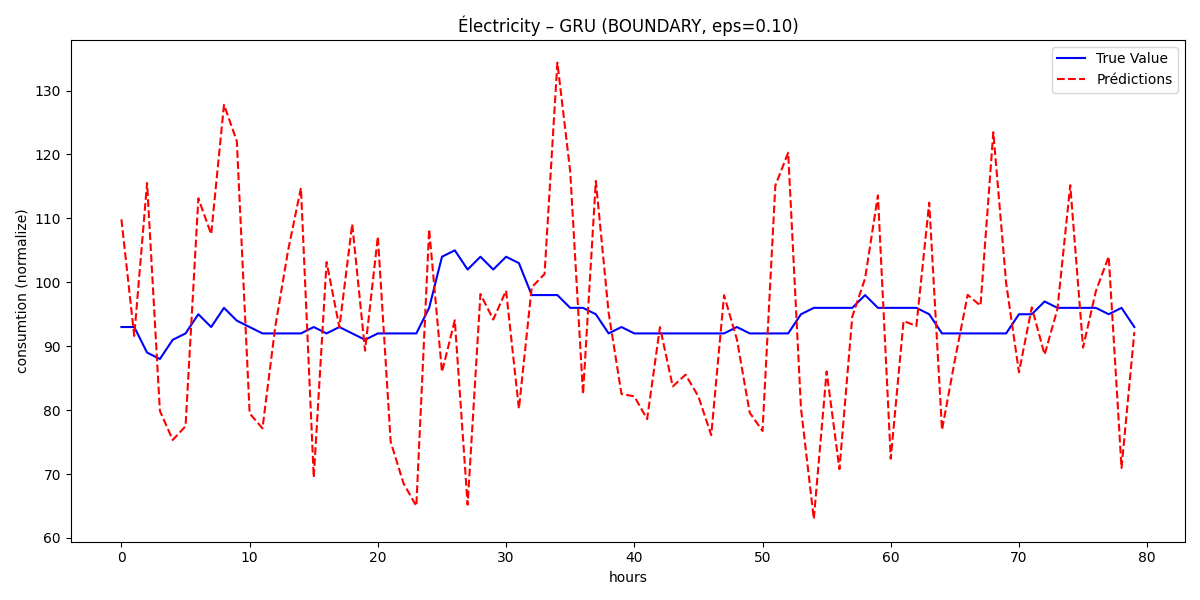 Électricity – GRU (BOUNDARY, eps=0.10)
True Value
Prédictions
consumtion (normalize)
130
120
110
100
90
80
70
60
0 10 20 30 40 50 60 70 80
hours